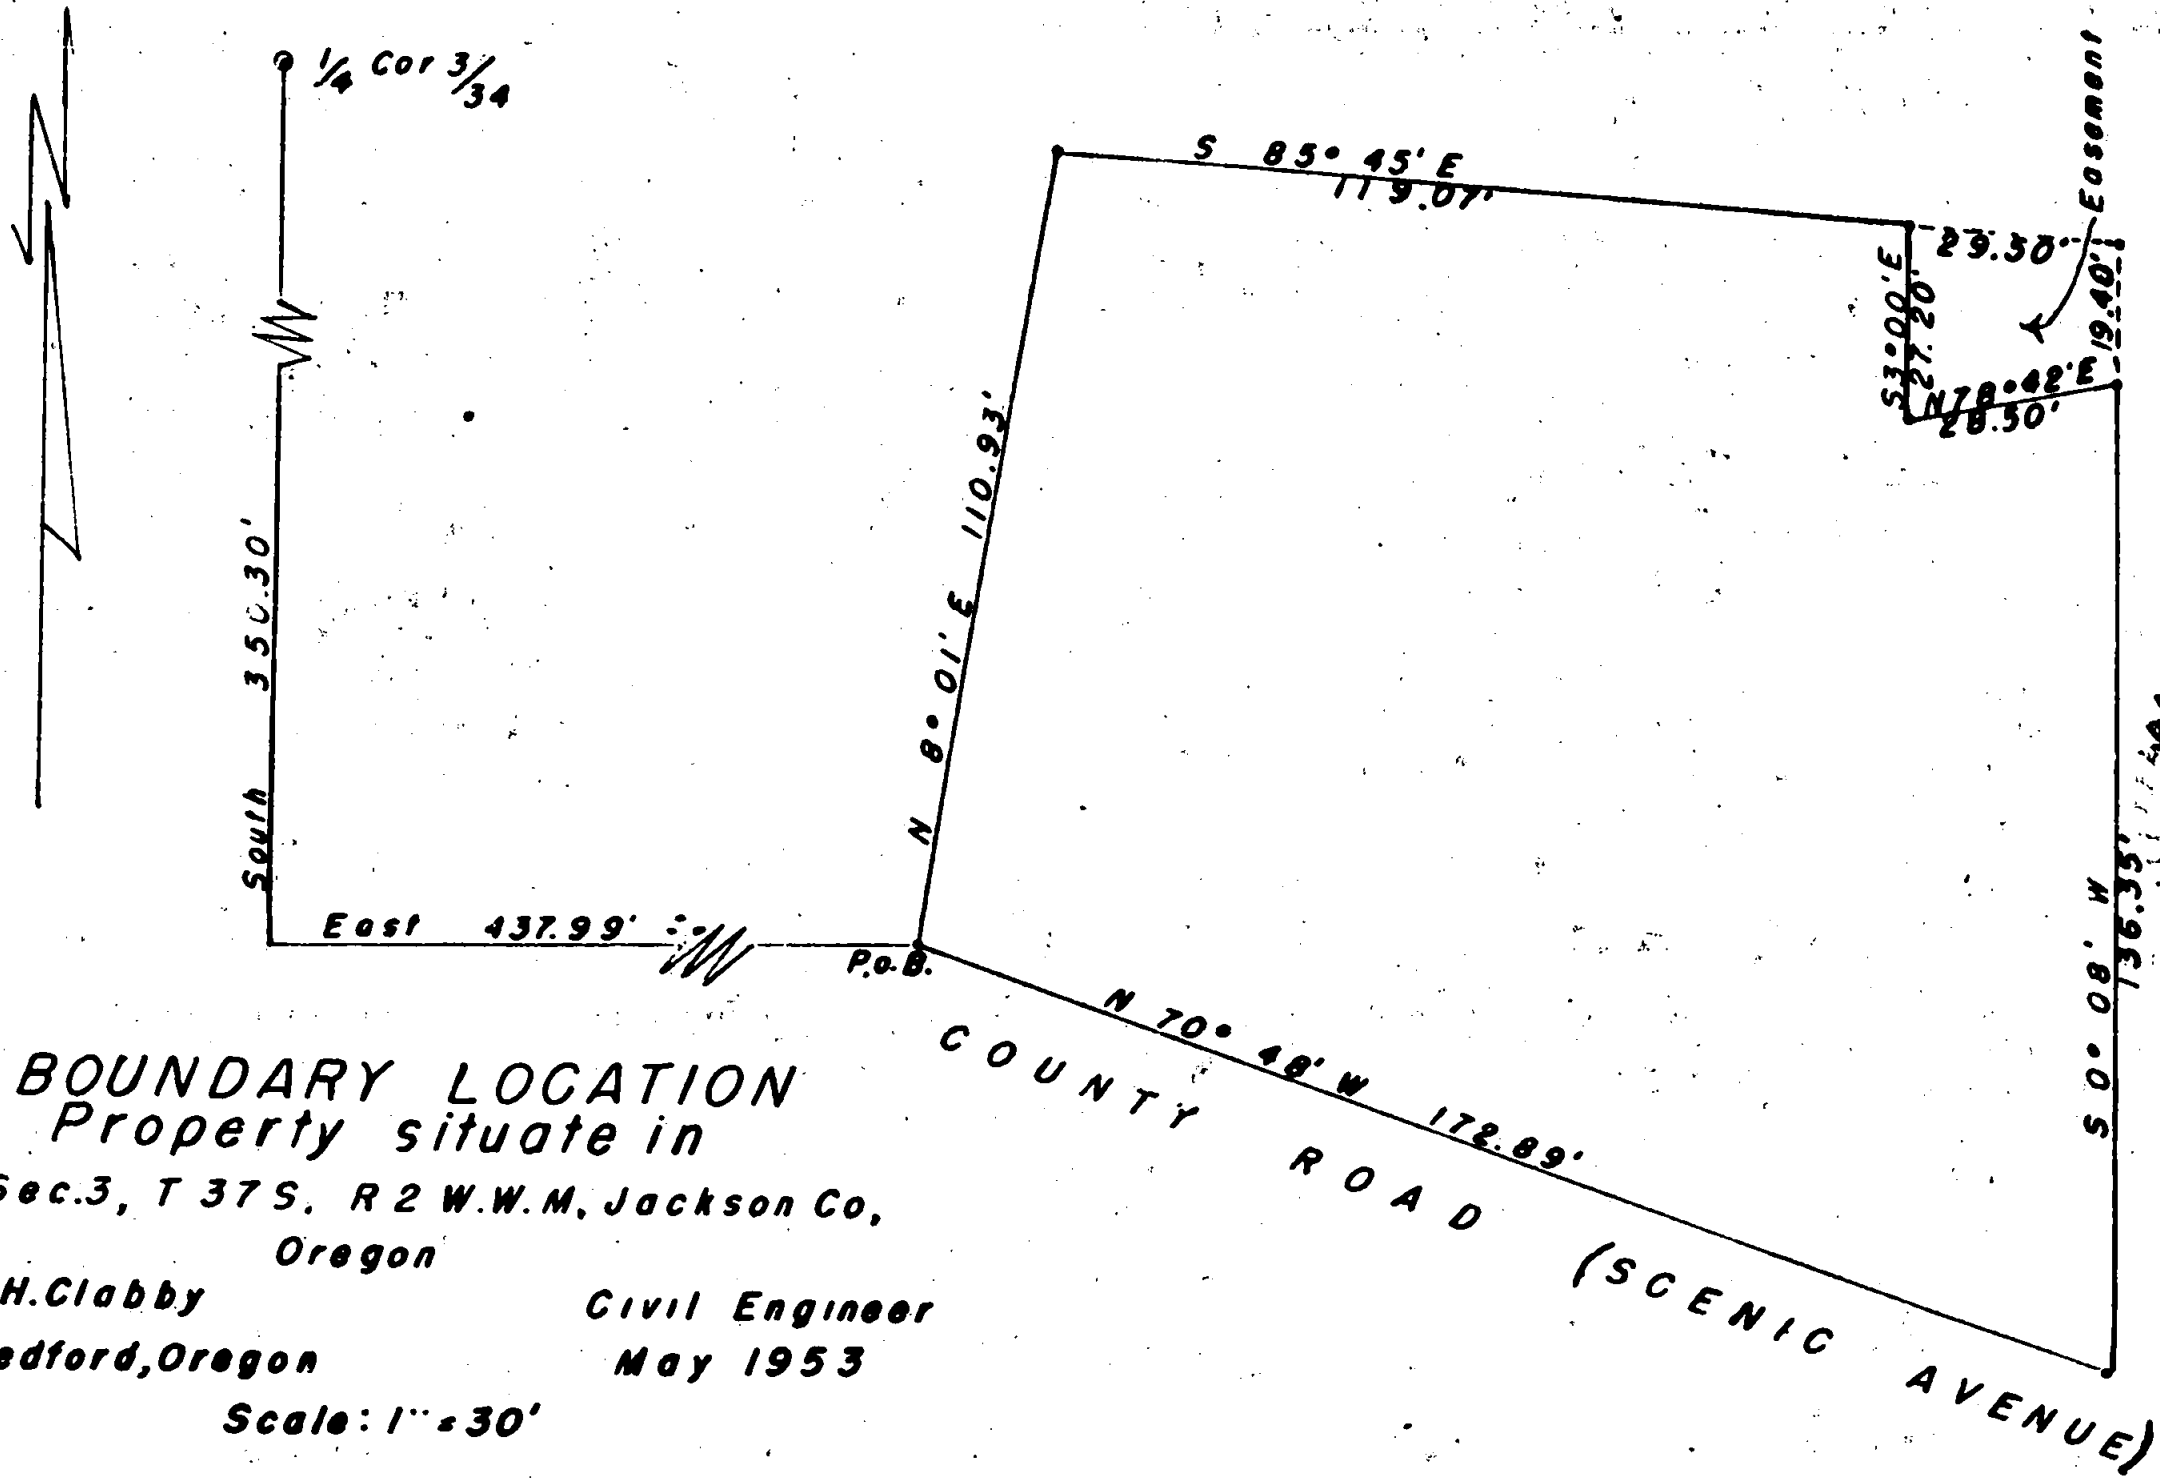 1/4 Cor 3/34
Easement
S 85° 45' E
119.07'
29.50'
19.40'
S3°00'E
27.20'
N78°42'E
28.50'
N 8° 01' E 110.93'
South 350.30'
East 437.99'
P.o.B.
N 70° 48' W 172.89'
S 0° 08' W
136.35'
COUNTY ROAD (SCENIC AVENUE)
BOUNDARY LOCATION
Property situate in
Sec.3, T 37 S. R 2 W.W.M, Jackson Co,
Oregon
H.Clabby Civil Engineer
edford, Oregon May 1953
Scale: 1"=30'